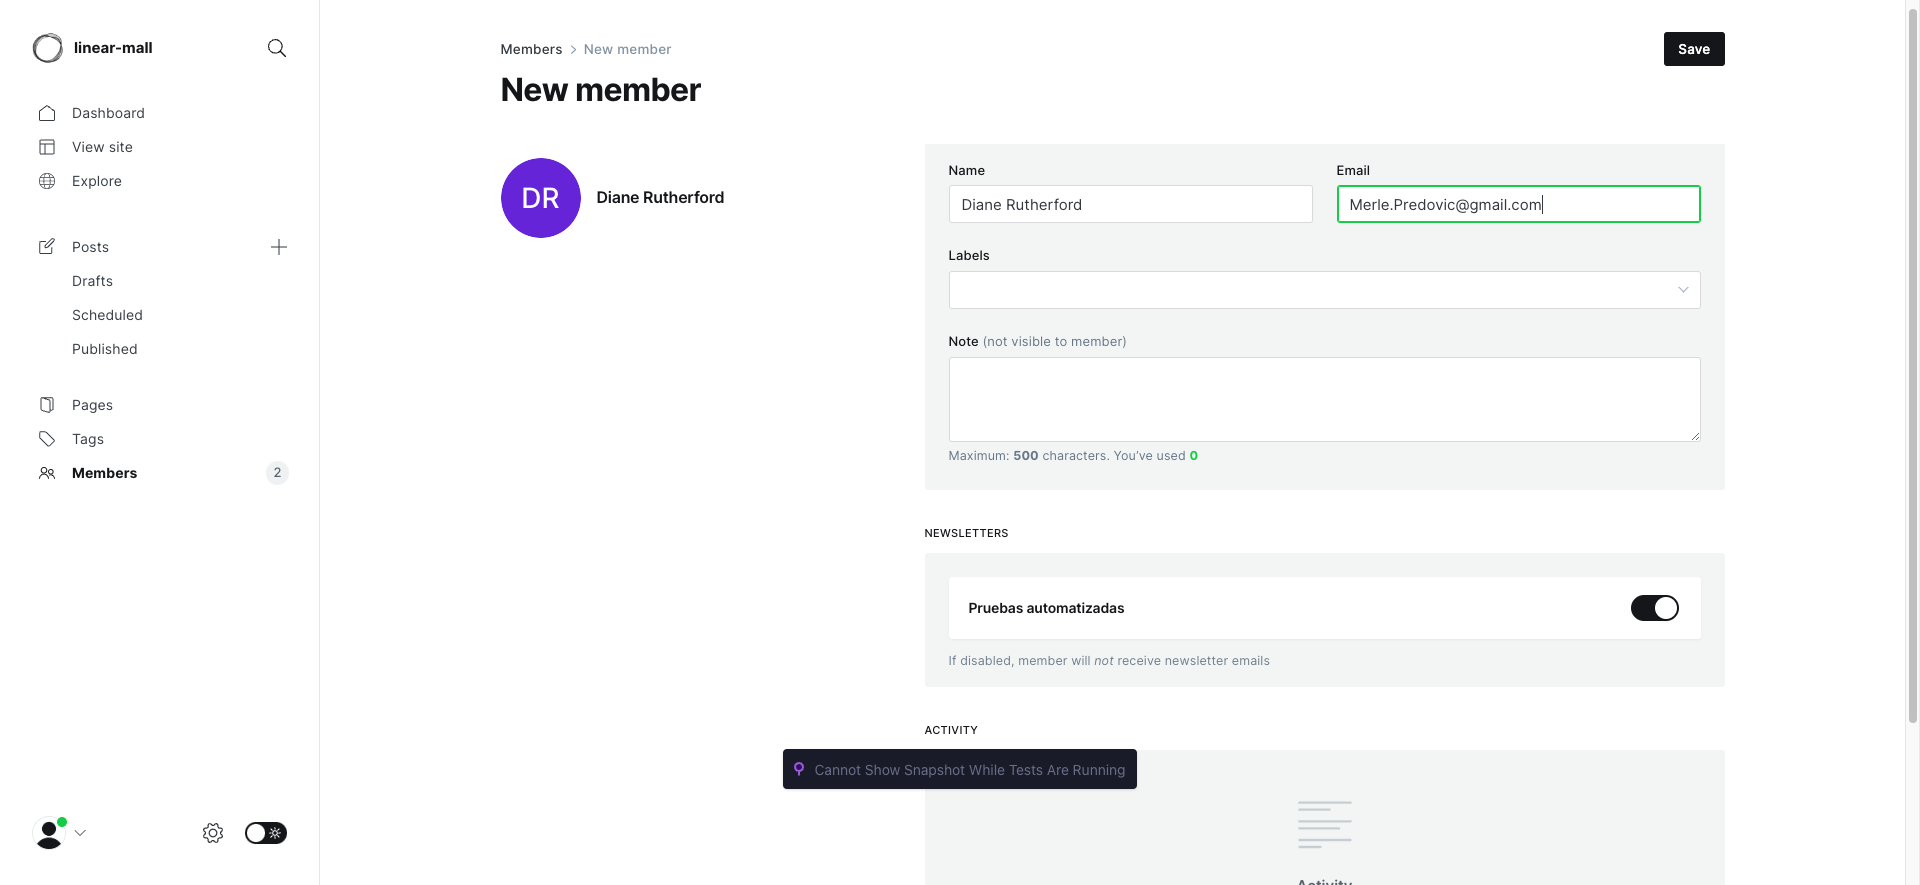 linear-mall
Dashboard
View site
Explore
Posts
Drafts
Scheduled
Published
Pages
Tags
Members 2
Members > New member
Save
New member
DR Diane Rutherford
Name Email
Diane Rutherford Merle.Predovic@gmail.com
Labels
Note (not visible to member)
Maximum: 500 characters. You've used 0
NEWSLETTERS
Pruebas automatizadas
If disabled, member will not receive newsletter emails
ACTIVITY
Cannot Show Snapshot While Tests Are Running
Activity